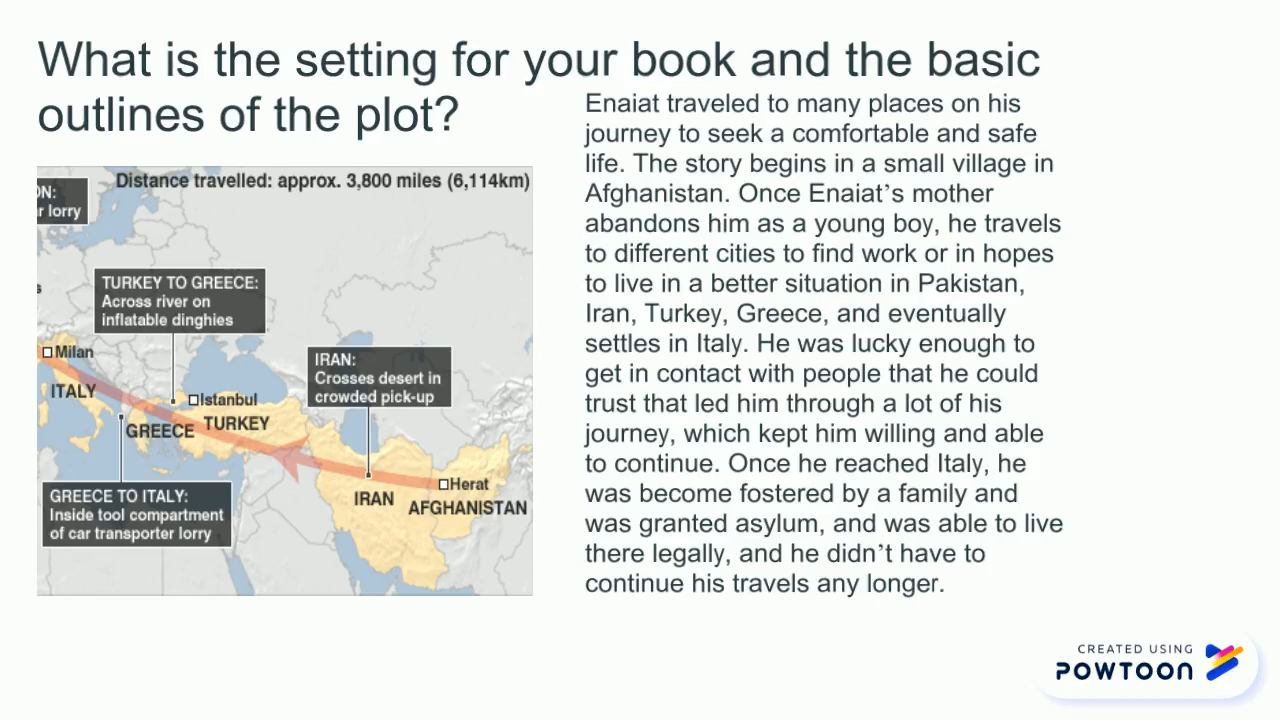 What is the setting for your book and the basic
outlines of the plot?
Enaiat traveled to many places on his
journey to seek a comfortable and safe
life. The story begins in a small village in
Afghanistan. Once Enaiat’s mother
abandons him as a young boy, he travels
to different cities to find work or in hopes
to live in a better situation in Pakistan,
Iran, Turkey, Greece, and eventually
settles in Italy. He was lucky enough to
get in contact with people that he could
trust that led him through a lot of his
journey, which kept him willing and able
to continue. Once he reached Italy, he
was become fostered by a family and
was granted asylum, and was able to live
there legally, and he didn’t have to
continue his travels any longer.
Distance travelled: approx. 3,800 miles (6,114km)
ON:
r lorry
s
TURKEY TO GREECE:
Across river on
inflatable dinghies
IRAN:
Crosses desert in
crowded pick-up
Milan
ITALY
Istanbul
TURKEY
GREECE
Herat
IRAN
AFGHANISTAN
GREECE TO ITALY:
Inside tool compartment
of car transporter lorry
CREATED USING
POWTOON